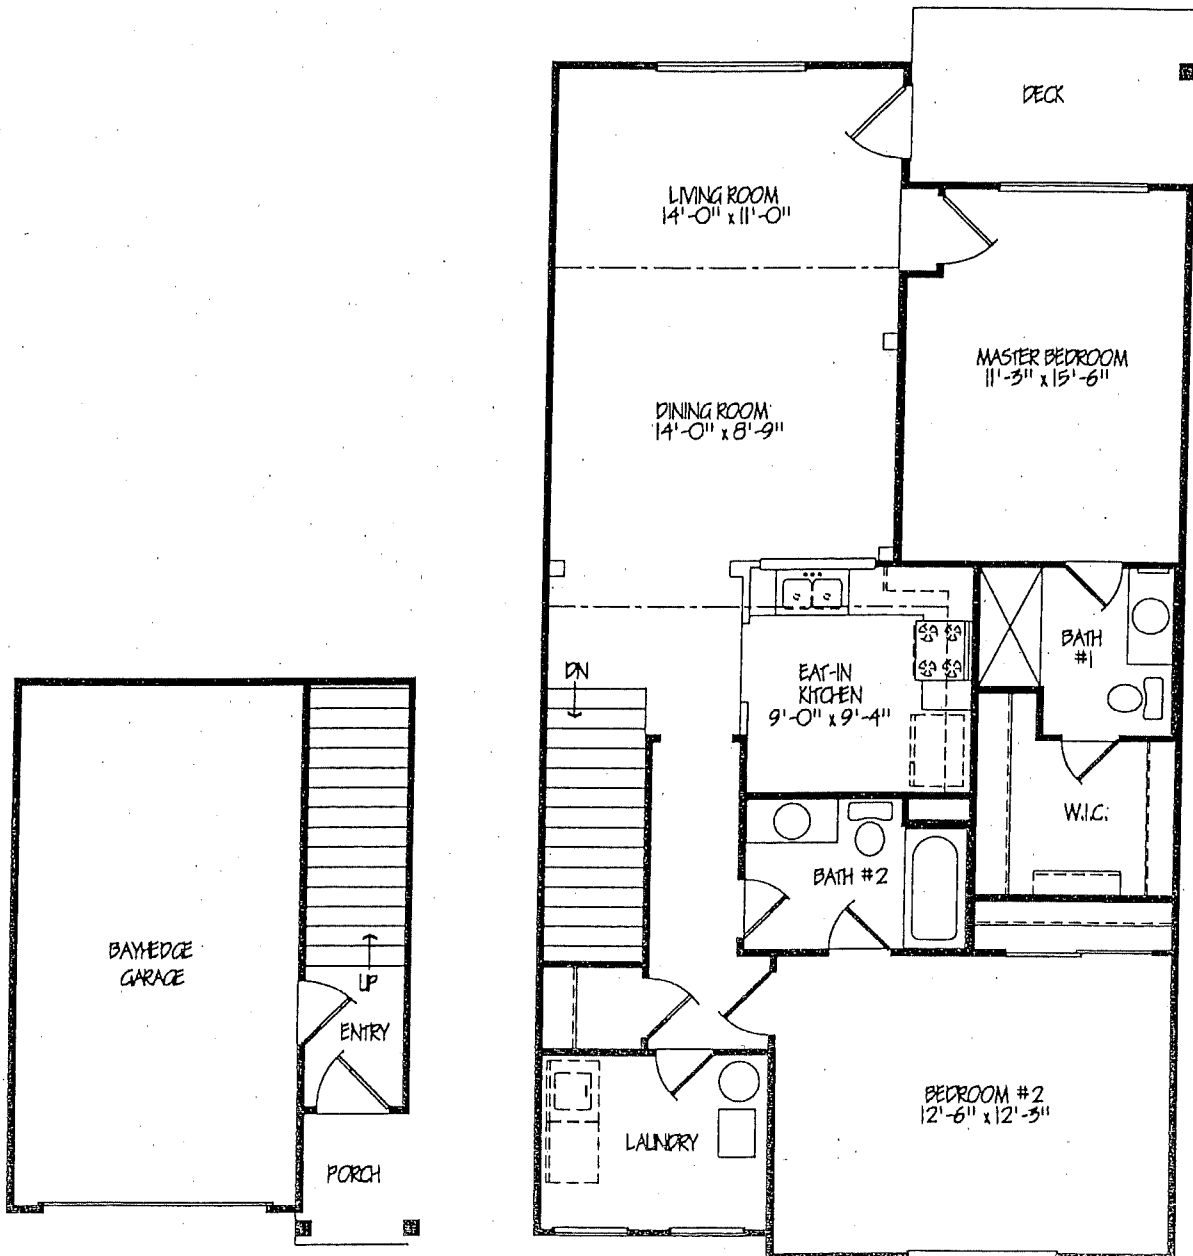 DECK
LIVING ROOM
14'-0" x 11'-0"
MASTER BEDROOM
11'-3" x 15'-6"
DINING ROOM
14'-0" x 8'-9"
BATH
#1
DN
EAT-IN
KITCHEN
9'-0" x 9'-4"
W.I.C.
BATH #2
BAYHEDGE
GARAGE
UP
ENTRY
BEDROOM #2
12'-6" x 12'-3"
LAUNDRY
PORCH